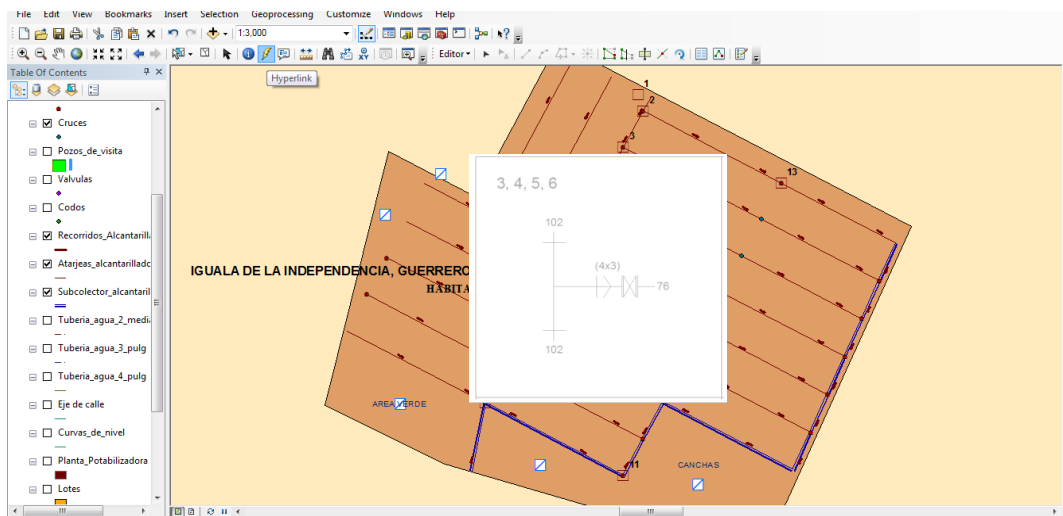 File Edit View Bookmarks Insert Selection Geoprocessing Customize Windows Help
1:3,000
Editor
Table Of Contents
Hyperlink
Cruces
Pozos_de_visita
Valvulas
Codos
Recorridos_Alcantarilla
Atarjeas_alcantarilladc
Subcolector_alcantaril
Tuberia_agua_2_media
Tuberia_agua_3_pulg
Tuberia_agua_4_pulg
Eje de calle
Curvas_de_nivel
Planta_Potabilizadora
Lotes
1
2
3
13
IGUALA DE LA INDEPENDENCIA, GUERRERO
HABITA
3, 4, 5, 6
102
(4x3)
76
102
AREA VERDE
11
CANCHAS